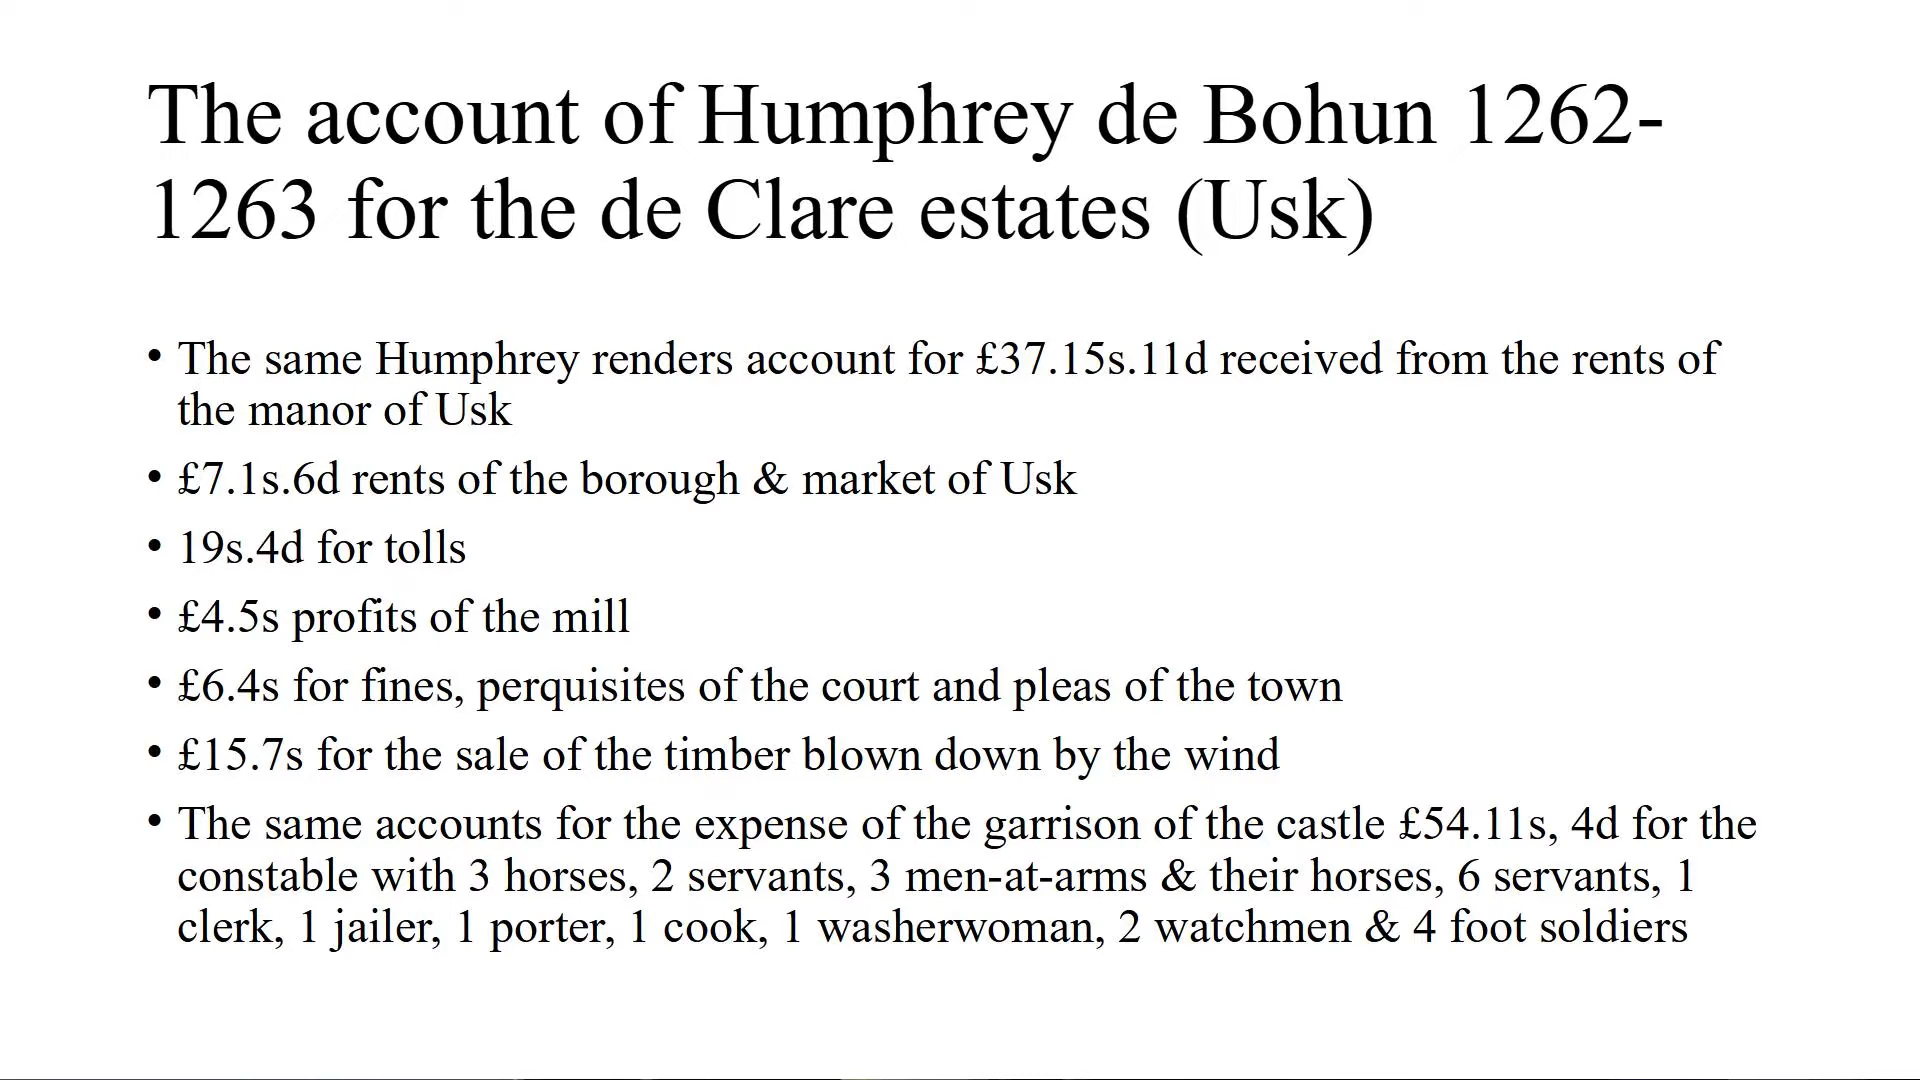 The account of Humphrey de Bohun 1262-
1263 for the de Clare estates (Usk)
• The same Humphrey renders account for £37.15s.11d received from the rents of
the manor of Usk
• £7.1s.6d rents of the borough & market of Usk
• 19s.4d for tolls
• £4.5s profits of the mill
• £6.4s for fines, perquisites of the court and pleas of the town
• £15.7s for the sale of the timber blown down by the wind
• The same accounts for the expense of the garrison of the castle £54.11s, 4d for the
constable with 3 horses, 2 servants, 3 men-at-arms & their horses, 6 servants, 1
clerk, 1 jailer, 1 porter, 1 cook, 1 washerwoman, 2 watchmen & 4 foot soldiers